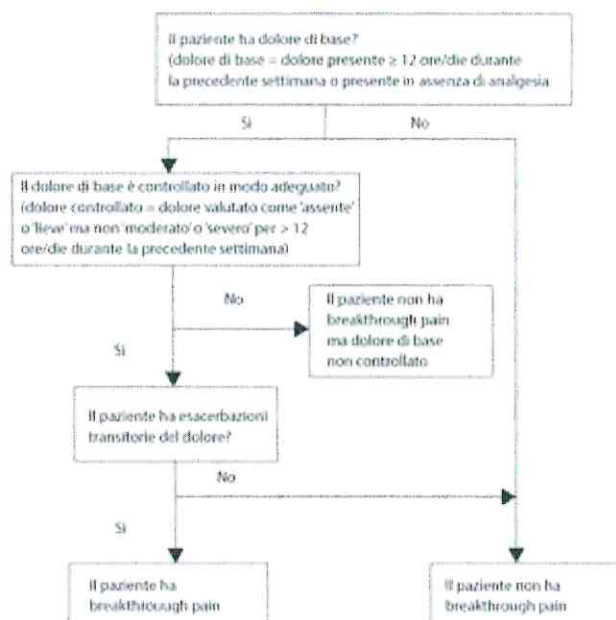 Il paziente ha dolore di base?
(dolore di base = dolore presente ≥ 12 ore/die durante
la precedente settimana o presente in assenza di analgesia
Sì
No
Il dolore di base è controllato in modo adeguato?
(dolore controllato = dolore valutato come 'assente'
o 'lieve' ma non 'moderato' o 'severo' per > 12
ore/die durante la precedente settimana)
No
Il paziente non ha
breakthrough pain
ma dolore di base
non controllato
Sì
Il paziente ha esacerbazioni
transitorie del dolore?
No
Sì
Il paziente ha
breakthrouugh pain
Il paziente non ha
breakthrough pain